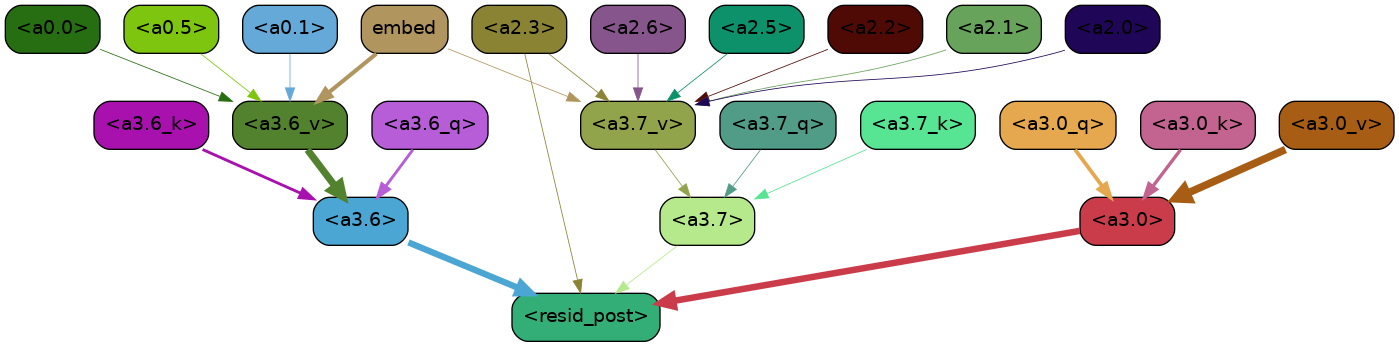 <a0.0> <a0.5> <a0.1> embed <a2.3> <a2.6> <a2.5> <a2.2> <a2.1> <a2.0>
<a3.6_k> <a3.6_v> <a3.6_q> <a3.7_v> <a3.7_q> <a3.7_k> <a3.0_q> <a3.0_k> <a3.0_v>
<a3.6> <a3.7> <a3.0>
<resid_post>